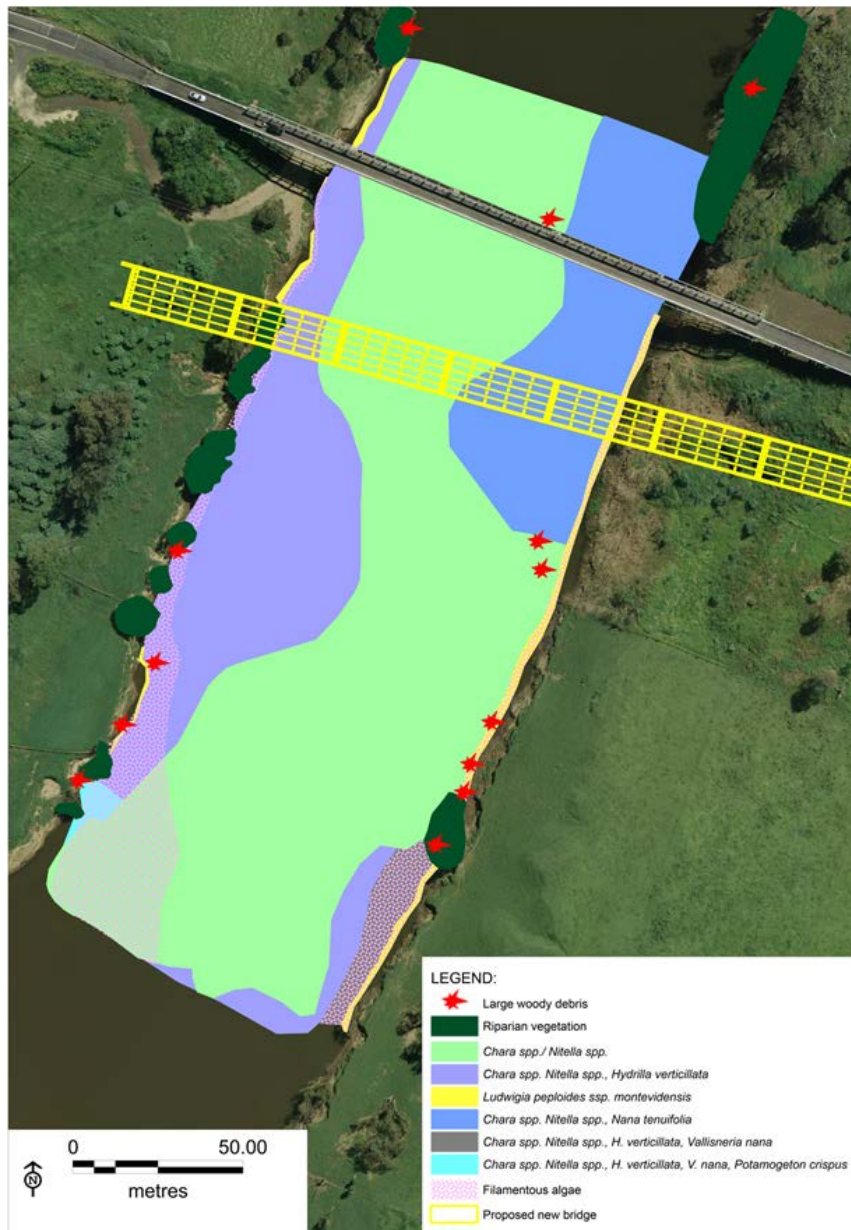 LEGEND:
Large woody debris
Riparian vegetation
Chara spp./ Nitella spp.
Chara spp. Nitella spp., Hydrilla verticillata
Ludwigia peploides ssp. montevidensis
Chara spp. Nitella spp., Nana tenuifolia
Chara spp. Nitella spp., H. verticillata, Vallisneria nana
Chara spp. Nitella spp., H. verticillata, V. nana, Potamogeton crispus
Filamentous algae
Proposed new bridge
0 50.00
metres
N